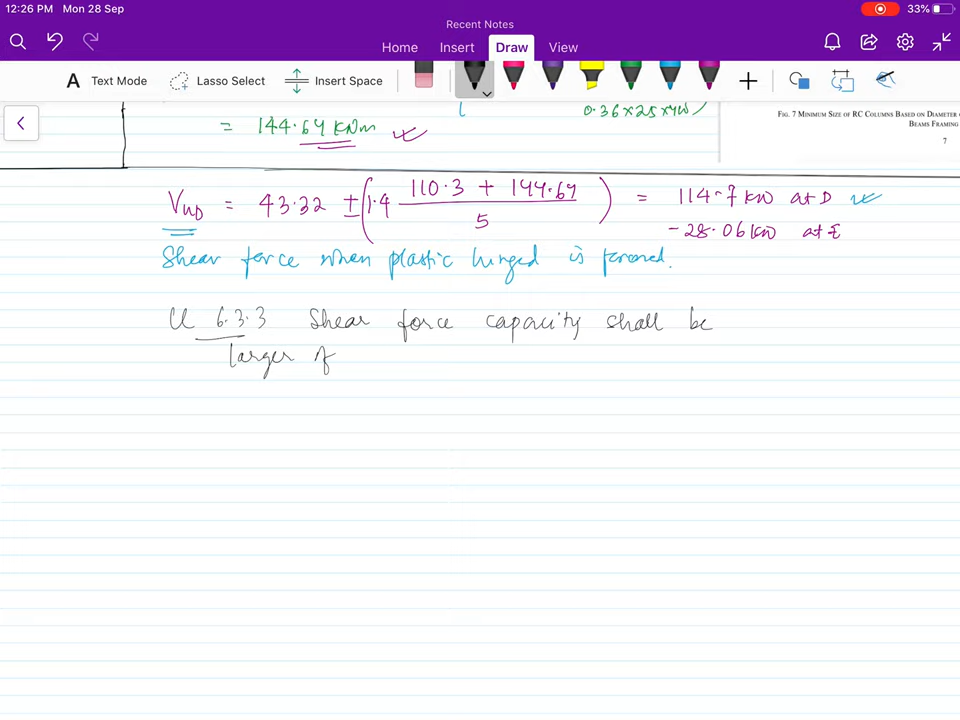 12:26 PM Mon 28 Sep
33%
Recent Notes
Home Insert Draw View
Text Mode Lasso Select Insert Space
0.36×25×400)
= 144.64 kNm
FIG. 7 MINIMUM SIZE OF RC COLUMNS BASED ON DIAMETER O
BEAMS FRAMING
7
= 43.32 ± (1.4 110.3 + 144.64 / 5) = 114.7 kN at D
- 28.06 kN at E
Shear force when plastic hinged is formed.
Cl 6.3.3 Shear force capacity shall be
larger of